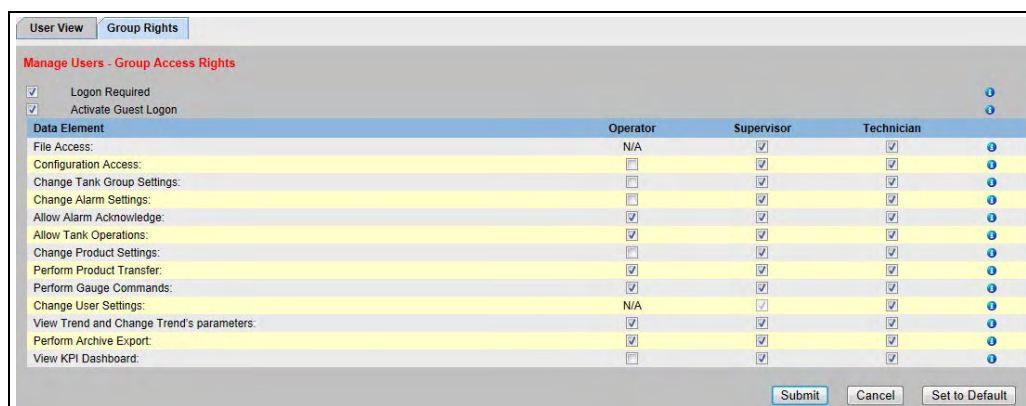 User View Group Rights
Manage Users - Group Access Rights
Logon Required
Activate Guest Logon
Data Element Operator Supervisor Technician
File Access: N/A
Configuration Access:
Change Tank Group Settings:
Change Alarm Settings:
Allow Alarm Acknowledge:
Allow Tank Operations:
Change Product Settings:
Perform Product Transfer:
Perform Gauge Commands:
Change User Settings: N/A
View Trend and Change Trend's parameters:
Perform Archive Export:
View KPI Dashboard:
Submit Cancel Set to Default